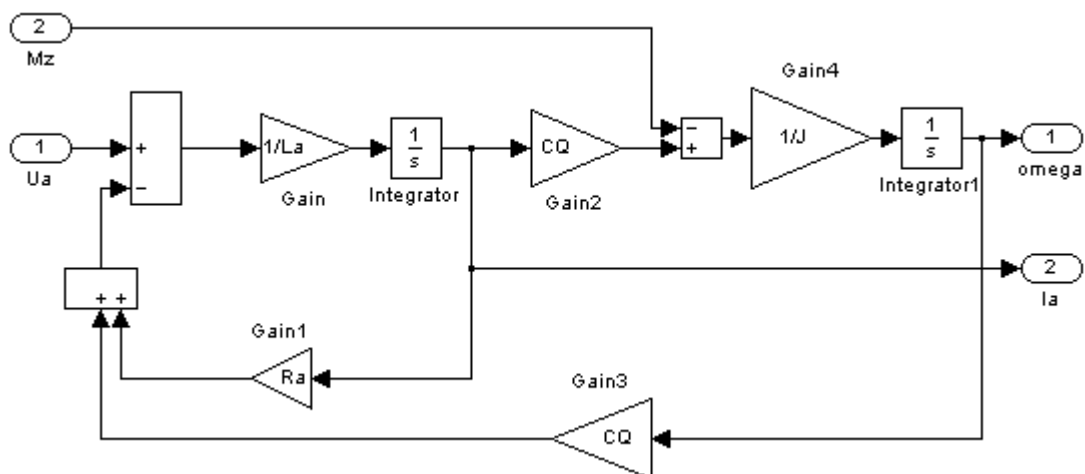 2
Mz
Gain4
1
Ua
+
−
1/La
Gain
1
s
Integrator
CQ
Gain2
−
+
1/J
1
s
Integrator1
1
omega
2
Ia
+ +
Gain1
Ra
Gain3
CQ